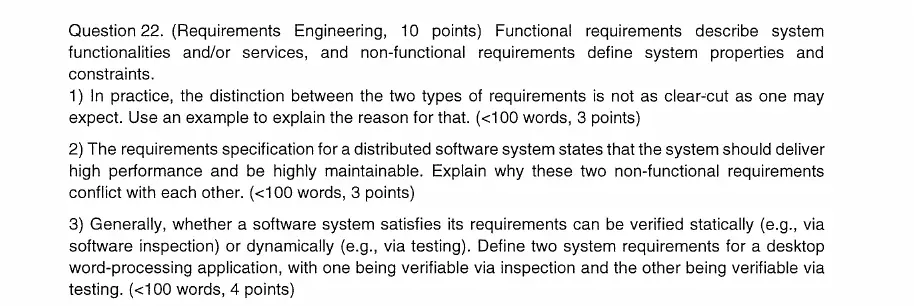 Question 22. (Requirements Engineering, 10 points) Functional requirements describe system
functionalities and/or services, and non-functional requirements define system properties and
constraints.
1) In practice, the distinction between the two types of requirements is not as clear-cut as one may
expect. Use an example to explain the reason for that. (<100 words, 3 points)
2) The requirements specification for a distributed software system states that the system should deliver
high performance and be highly maintainable. Explain why these two non-functional requirements
conflict with each other. (<100 words, 3 points)
3) Generally, whether a software system satisfies its requirements can be verified statically (e.g., via
software inspection) or dynamically (e.g., via testing). Define two system requirements for a desktop
word-processing application, with one being verifiable via inspection and the other being verifiable via
testing. (<100 words, 4 points)